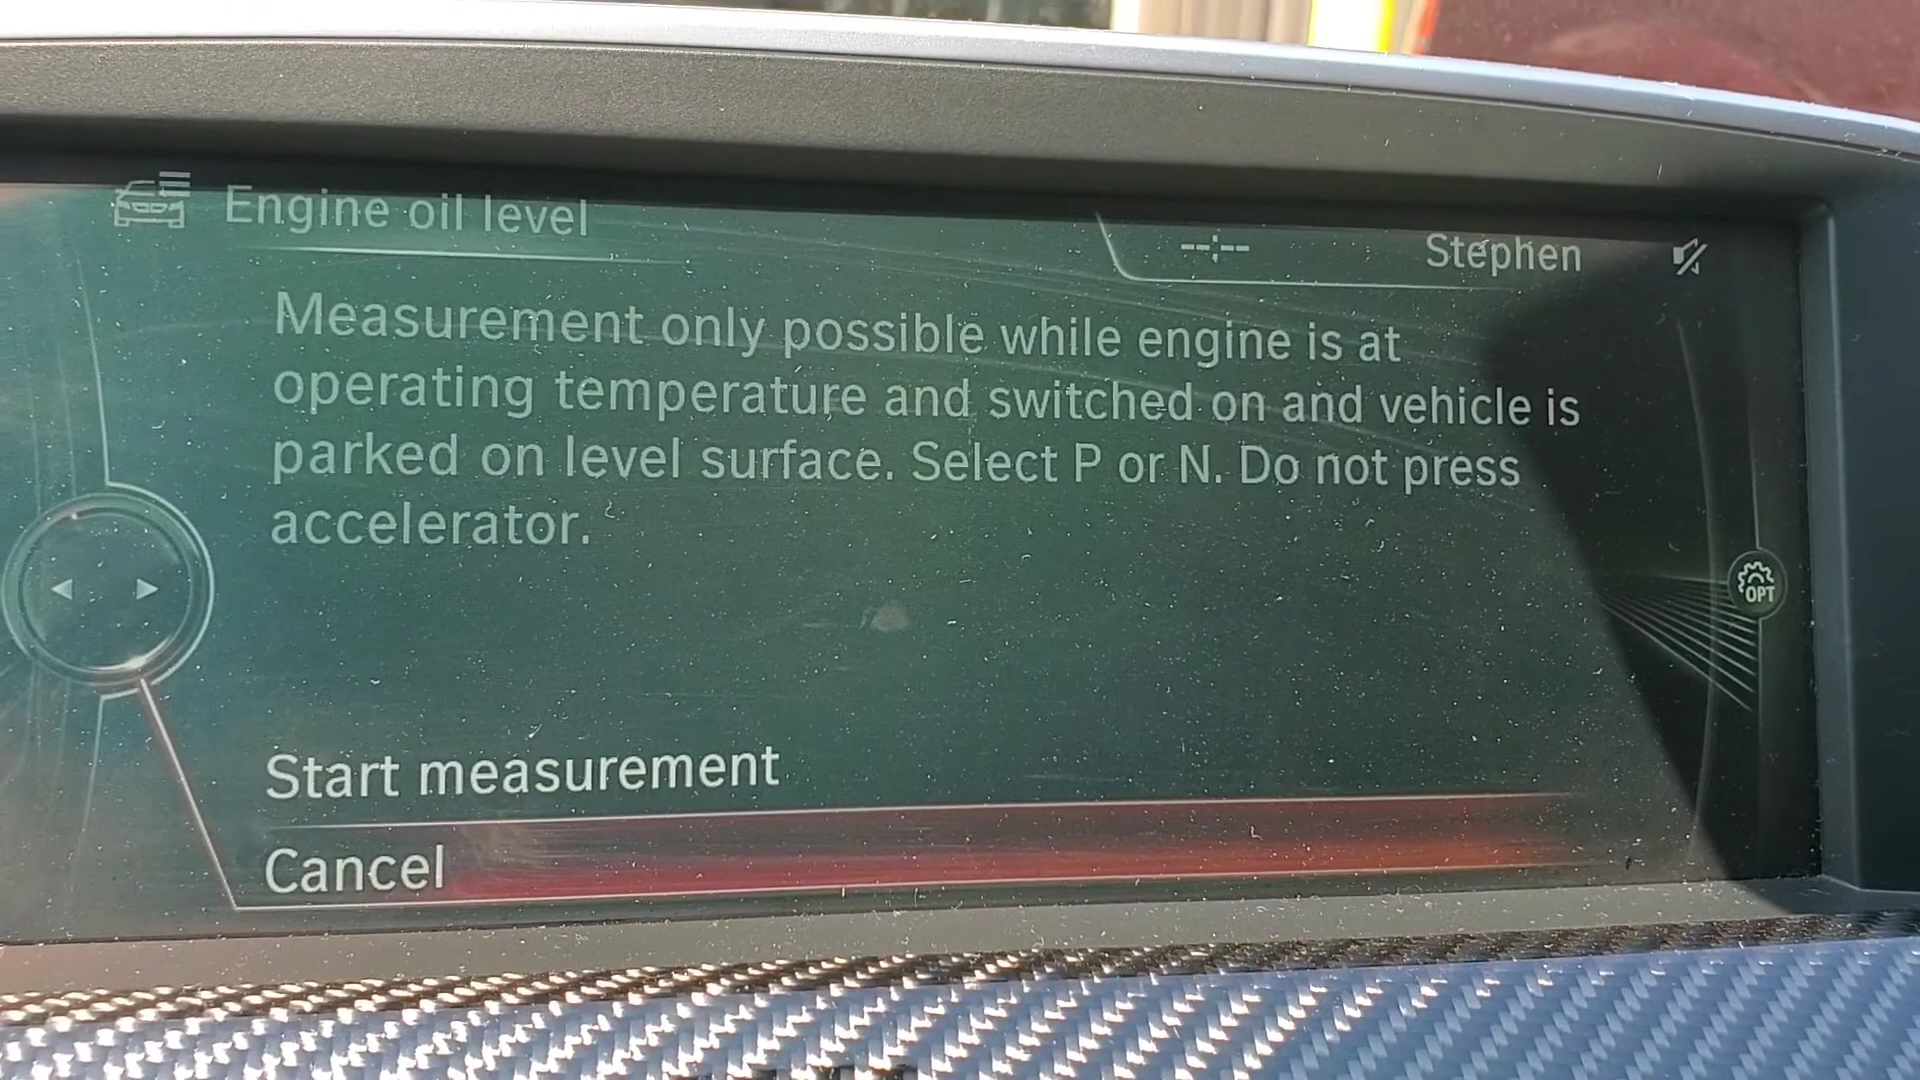 Engine oil level
--:--
Stephen
Measurement only possible while engine is at
operating temperature and switched on and vehicle is
parked on level surface. Select P or N. Do not press
accelerator.
OPT
Start measurement
Cancel